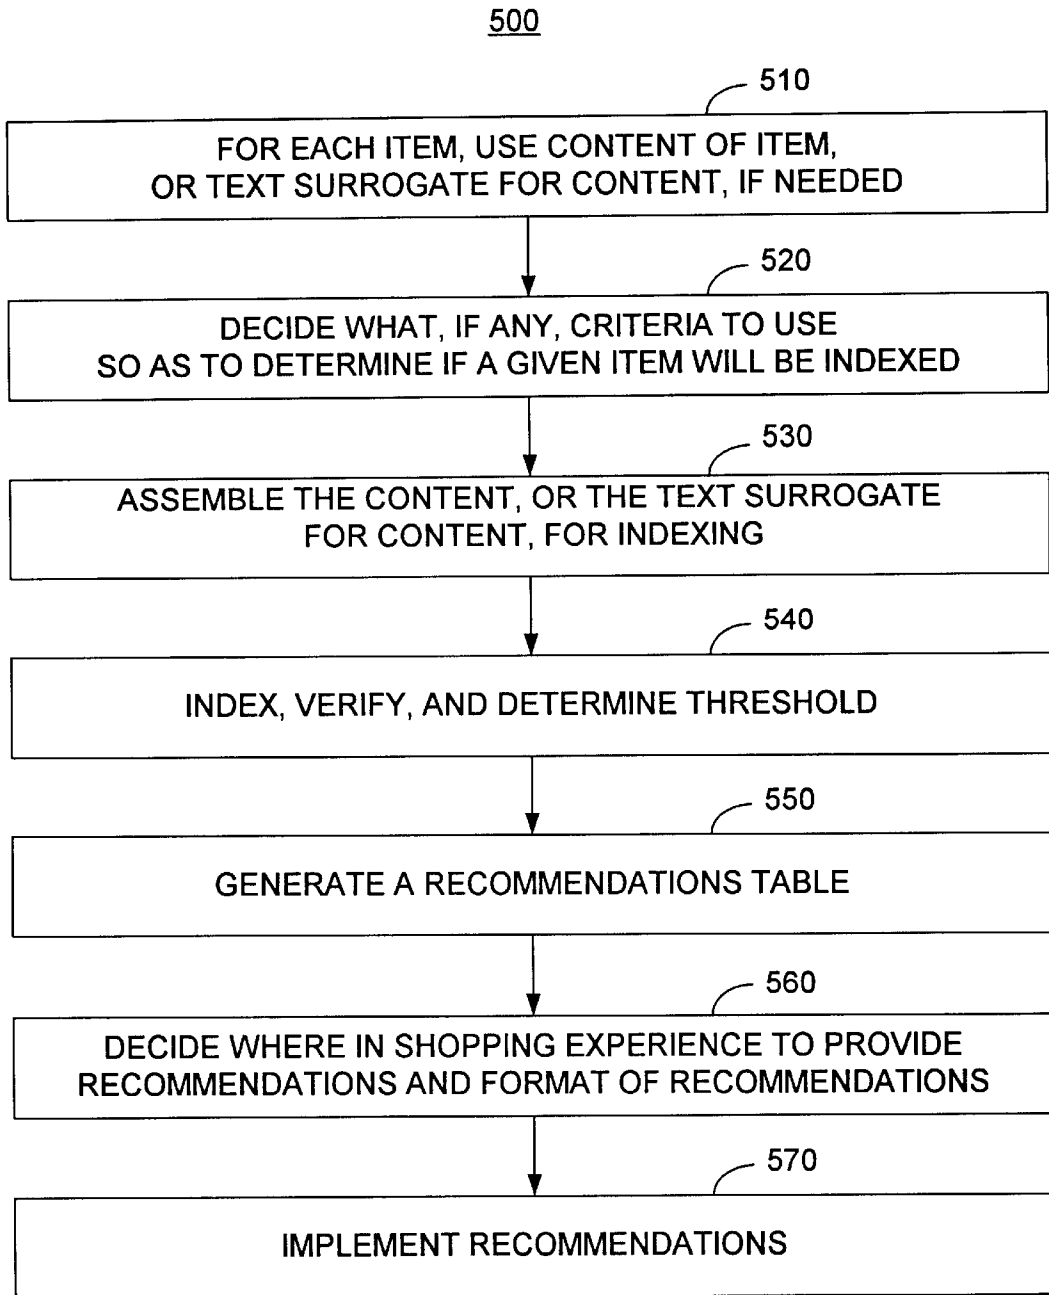 500
510
FOR EACH ITEM, USE CONTENT OF ITEM,
OR TEXT SURROGATE FOR CONTENT, IF NEEDED
520
DECIDE WHAT, IF ANY, CRITERIA TO USE
SO AS TO DETERMINE IF A GIVEN ITEM WILL BE INDEXED
530
ASSEMBLE THE CONTENT, OR THE TEXT SURROGATE
FOR CONTENT, FOR INDEXING
540
INDEX, VERIFY, AND DETERMINE THRESHOLD
550
GENERATE A RECOMMENDATIONS TABLE
560
DECIDE WHERE IN SHOPPING EXPERIENCE TO PROVIDE
RECOMMENDATIONS AND FORMAT OF RECOMMENDATIONS
570
IMPLEMENT RECOMMENDATIONS